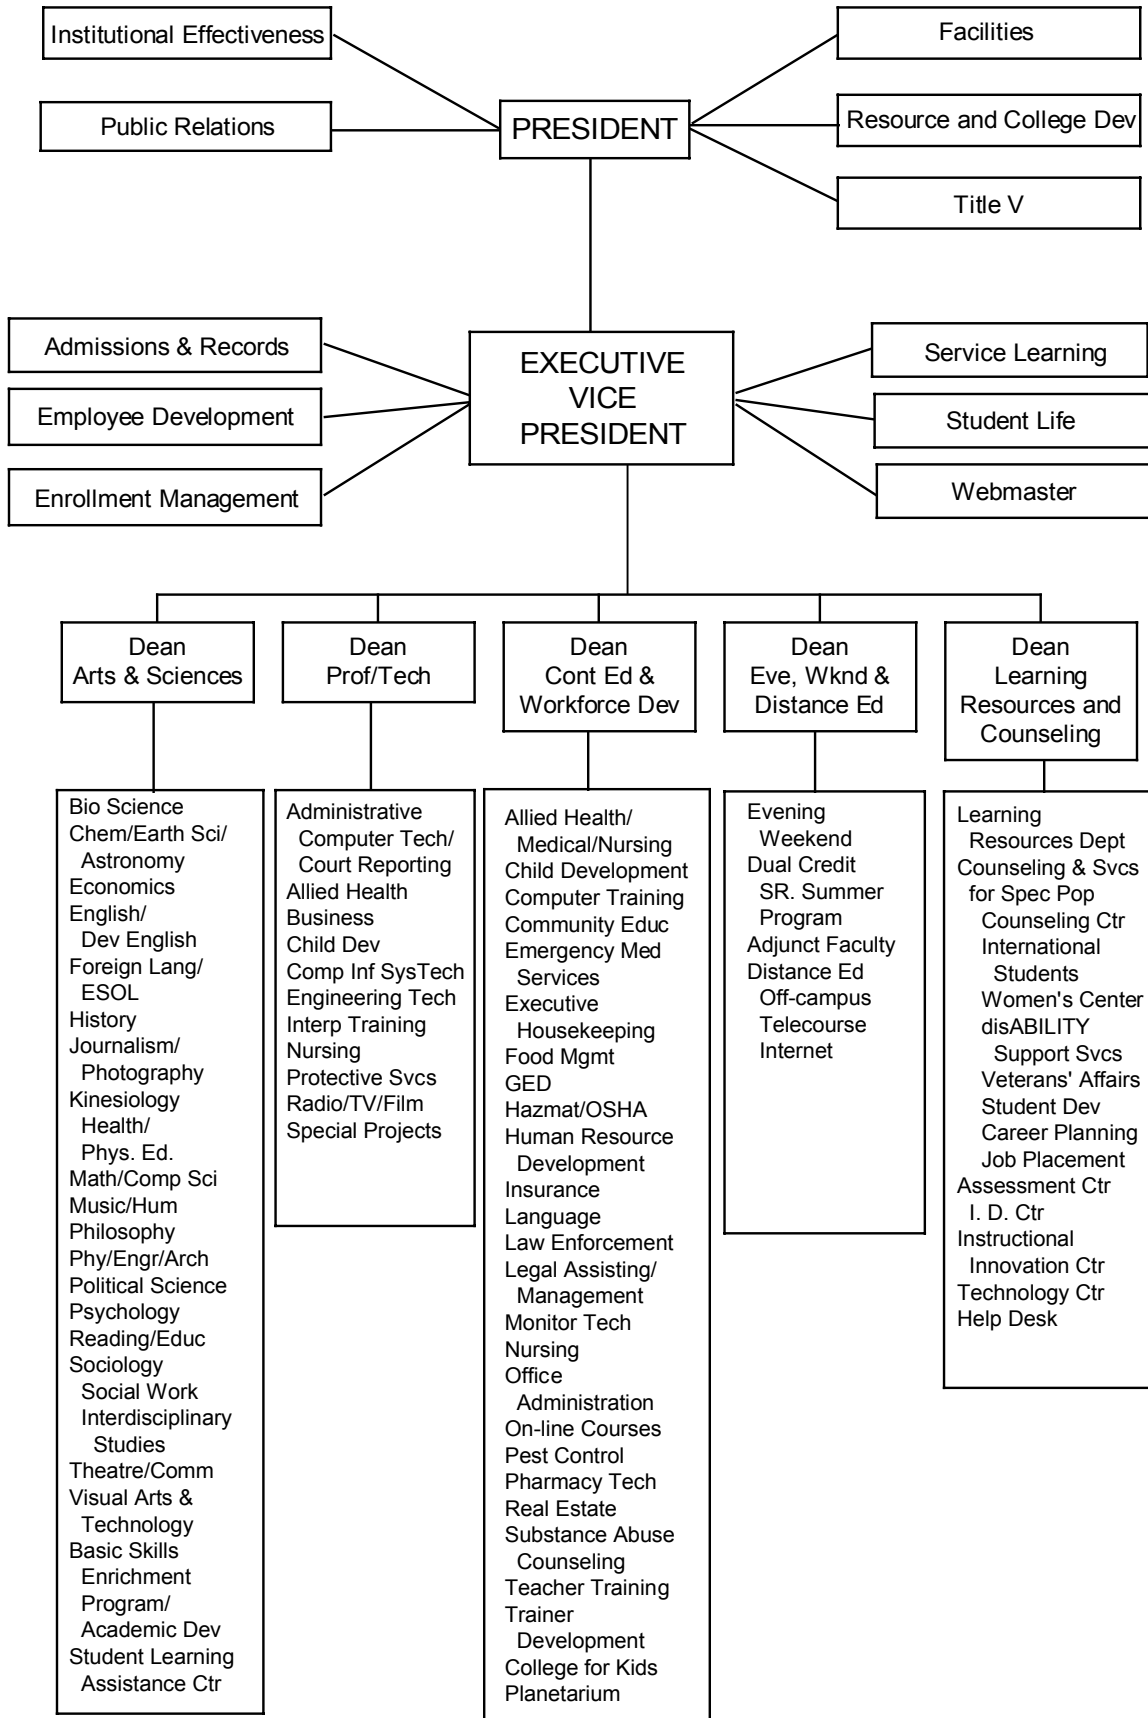 Institutional Effectiveness
Public Relations
PRESIDENT
Facilities
Resource and College Dev
Title V
Admissions & Records
Employee Development
Enrollment Management
EXECUTIVE
VICE
PRESIDENT
Service Learning
Student Life
Webmaster
Dean
Arts & Sciences
Dean
Prof/Tech
Dean
Cont Ed &
Workforce Dev
Dean
Eve, Wknd &
Distance Ed
Dean
Learning
Resources and
Counseling
Bio Science
Chem/Earth Sci/
Astronomy
Economics
English/
Dev English
Foreign Lang/
ESOL
History
Journalism/
Photography
Kinesiology
Health/
Phys. Ed.
Math/Comp Sci
Music/Hum
Philosophy
Phy/Engr/Arch
Political Science
Psychology
Reading/Educ
Sociology
Social Work
Interdisciplinary
Studies
Theatre/Comm
Visual Arts &
Technology
Basic Skills
Enrichment
Program/
Academic Dev
Student Learning
Assistance Ctr
Administrative
Computer Tech/
Court Reporting
Allied Health
Business
Child Dev
Comp Inf SysTech
Engineering Tech
Interp Training
Nursing
Protective Svcs
Radio/TV/Film
Special Projects
Allied Health/
Medical/Nursing
Child Development
Computer Training
Community Educ
Emergency Med
Services
Executive
Housekeeping
Food Mgmt
GED
Hazmat/OSHA
Human Resource
Development
Insurance
Language
Law Enforcement
Legal Assisting/
Management
Monitor Tech
Nursing
Office
Administration
On-line Courses
Pest Control
Pharmacy Tech
Real Estate
Substance Abuse
Counseling
Teacher Training
Trainer
Development
College for Kids
Planetarium
Evening
Weekend
Dual Credit
SR. Summer
Program
Adjunct Faculty
Distance Ed
Off-campus
Telecourse
Internet
Learning
Resources Dept
Counseling & Svcs
for Spec Pop
Counseling Ctr
International
Students
Women's Center
disABILITY
Support Svcs
Veterans' Affairs
Student Dev
Career Planning
Job Placement
Assessment Ctr
I. D. Ctr
Instructional
Innovation Ctr
Technology Ctr
Help Desk